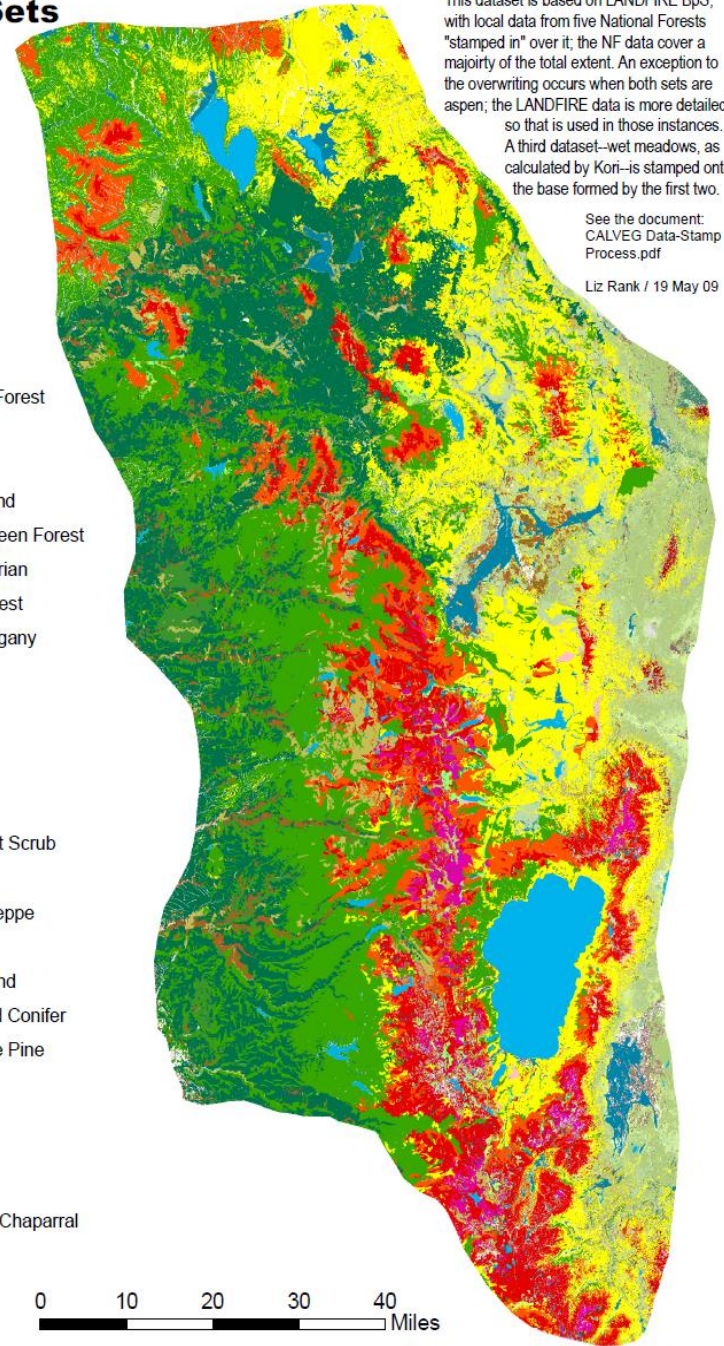 Sets
This dataset is based on LANDFIRE BpS,
with local data from five National Forests
"stamped in" over it; the NF data cover a
majoirty of the total extent. An exception to
the overwriting occurs when both sets are
aspen; the LANDFIRE data is more detailed
so that is used in those instances.
A third dataset--wet meadows, as
calculated by Kori--is stamped ont
the base formed by the first two.
See the document:
CALVEG Data-Stamp
Process.pdf
Liz Rank / 19 May 09
Forest
nd
een Forest
rian
est
gany
t Scrub
eppe
nd
d Conifer
e Pine
Chaparral
0 10 20 30 40
Miles